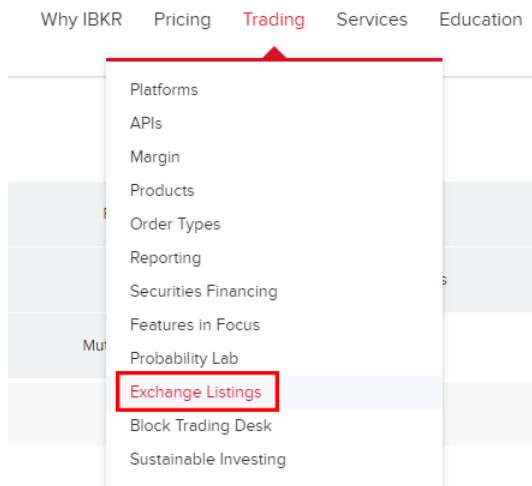 Why IBKR Pricing Trading Services Education
Platforms
APIs
Margin
Products
Order Types
Reporting
Securities Financing
Features in Focus
Mut
Probability Lab
Exchange Listings
Block Trading Desk
Sustainable Investing